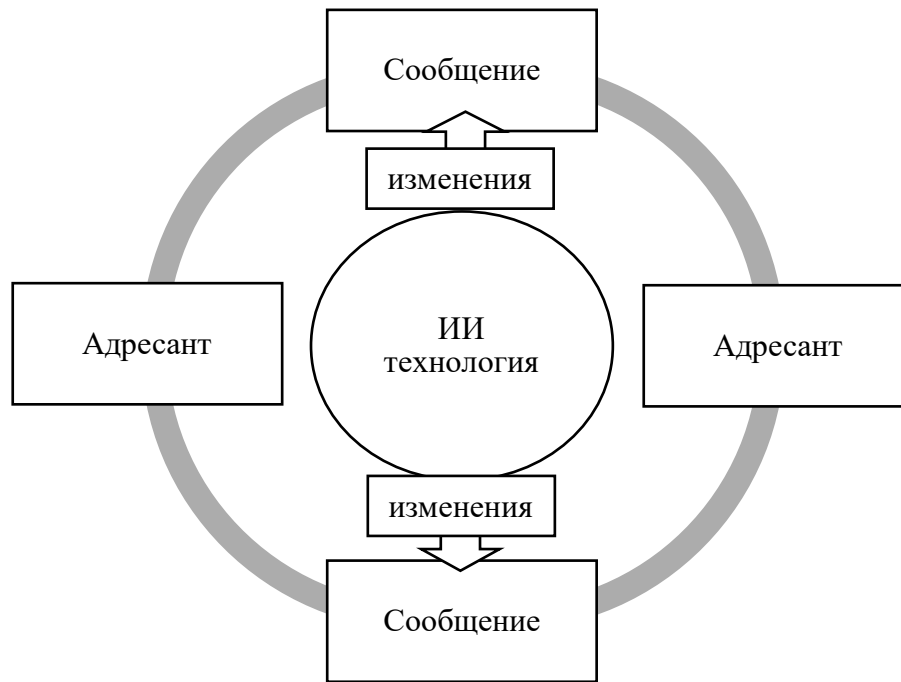 Сообщение
изменения
Адресант
ИИ
технология
Адресант
изменения
Сообщение